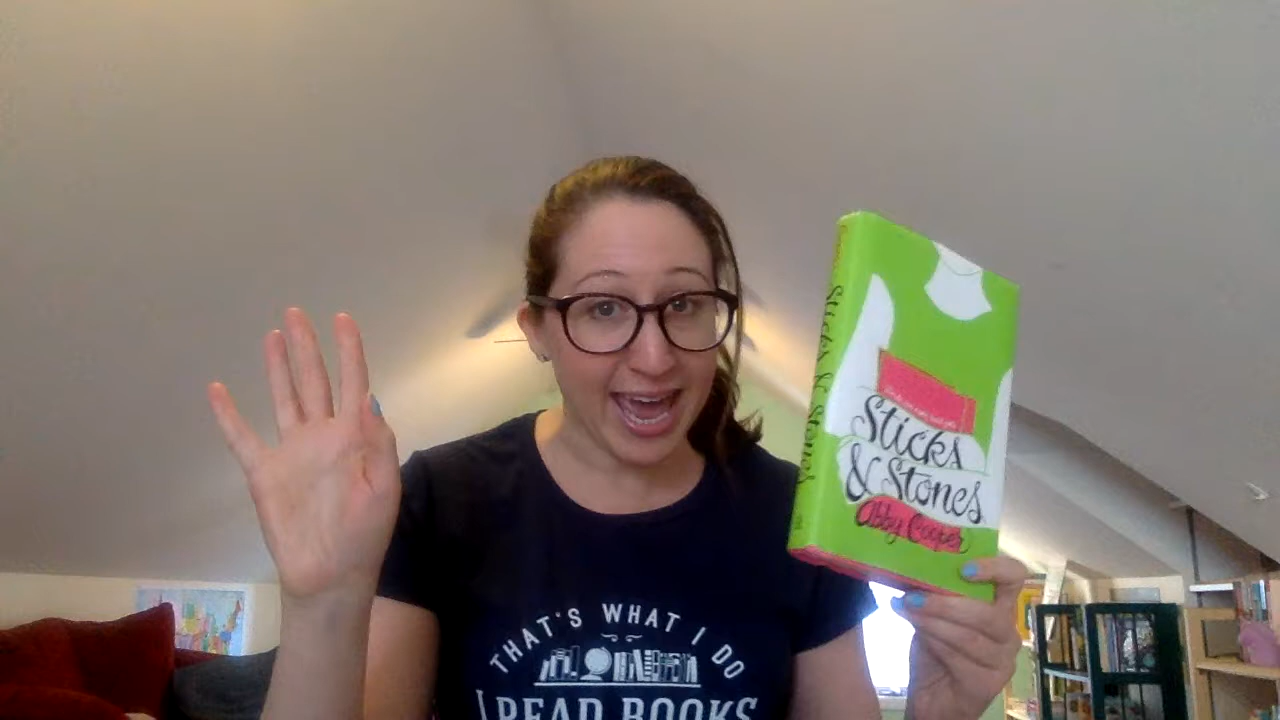 Sticks & Stones
Sticks
& Stones
Abby Cooper
THAT'S WHAT I DO
I READ BOOKS